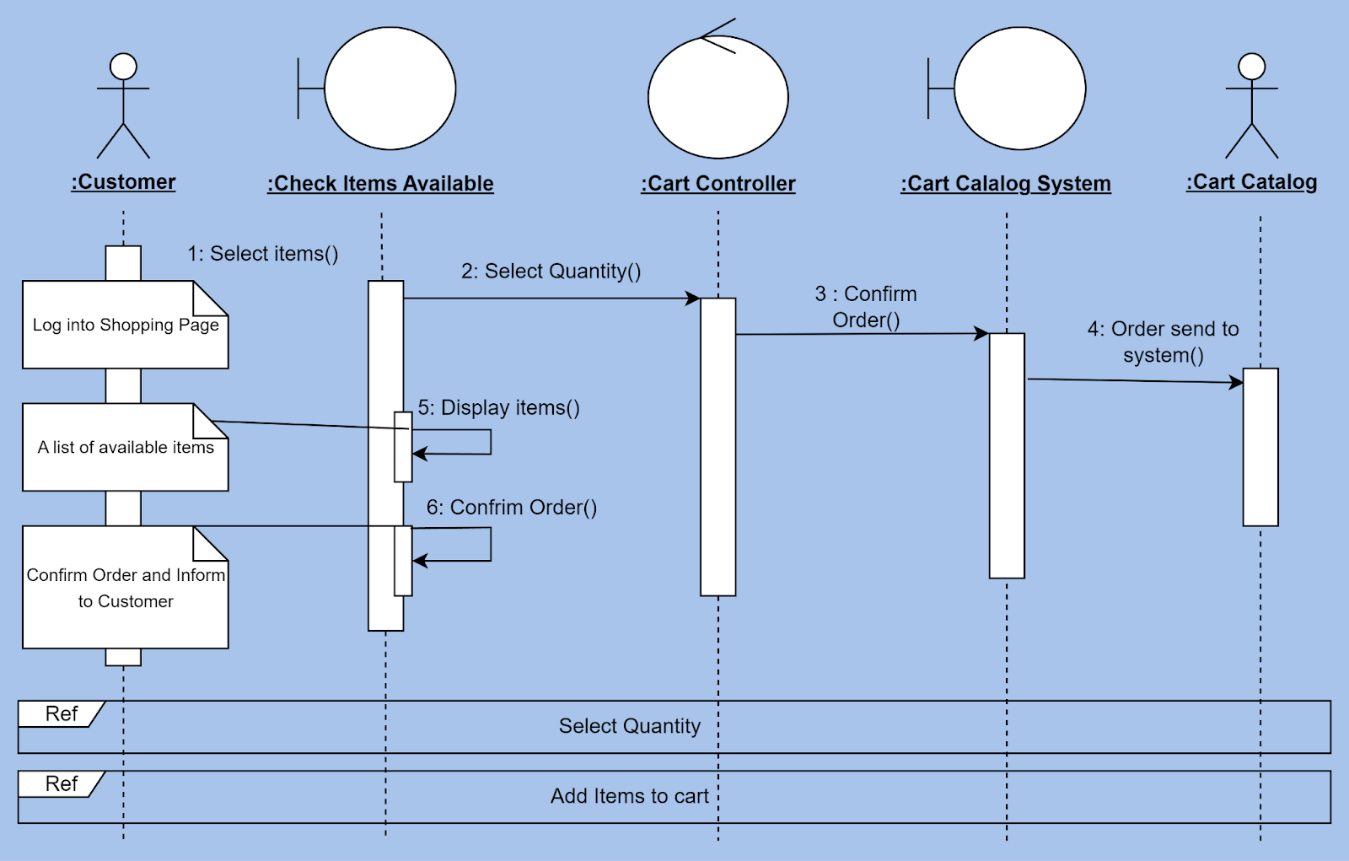 :Customer
:Check Items Available
:Cart Controller
:Cart Calalog System
:Cart Catalog
1: Select items()
2: Select Quantity()
3 : Confirm
Order()
4: Order send to
system()
Log into Shopping Page
5: Display items()
A list of available items
6: Confrim Order()
Confirm Order and Inform
to Customer
Ref
Select Quantity
Ref
Add Items to cart